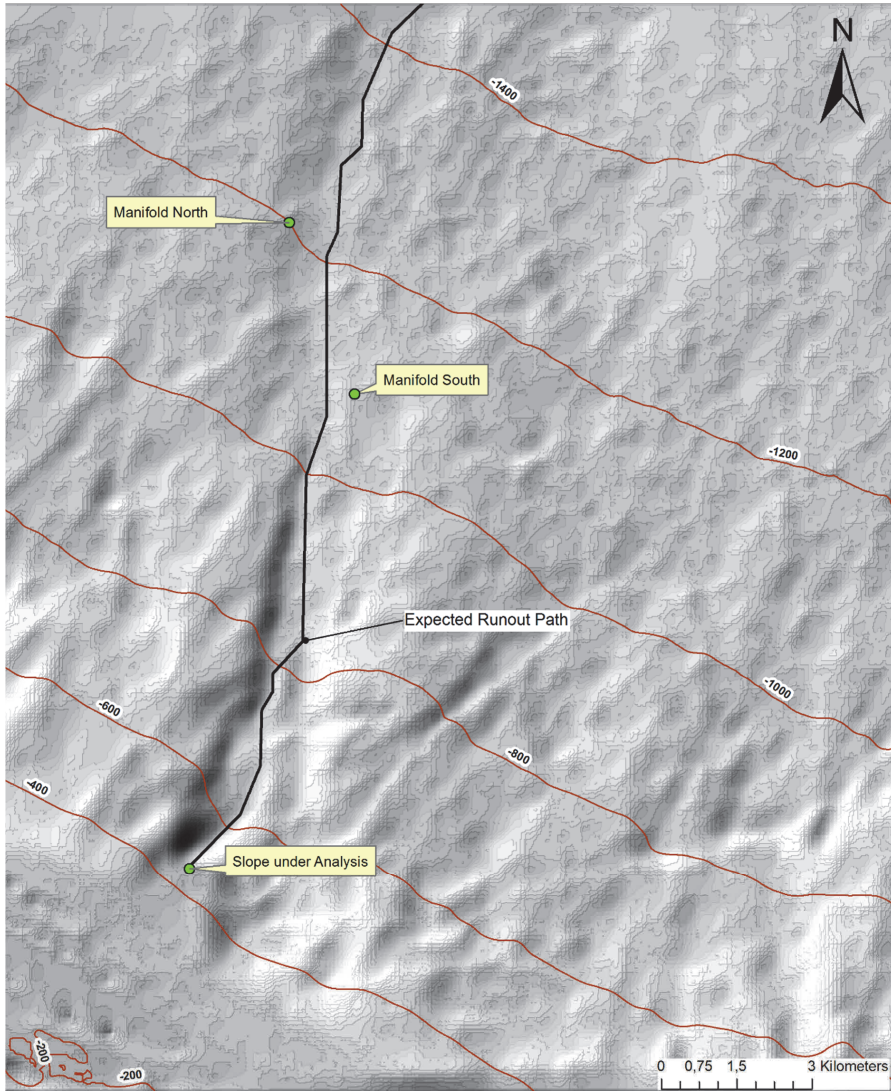 N
-1400
Manifold North
Manifold South
-1200
Expected Runout Path
-1000
-600
-800
-400
Slope under Analysis
-200
-200
0 0,75 1,5 3 Kilometers